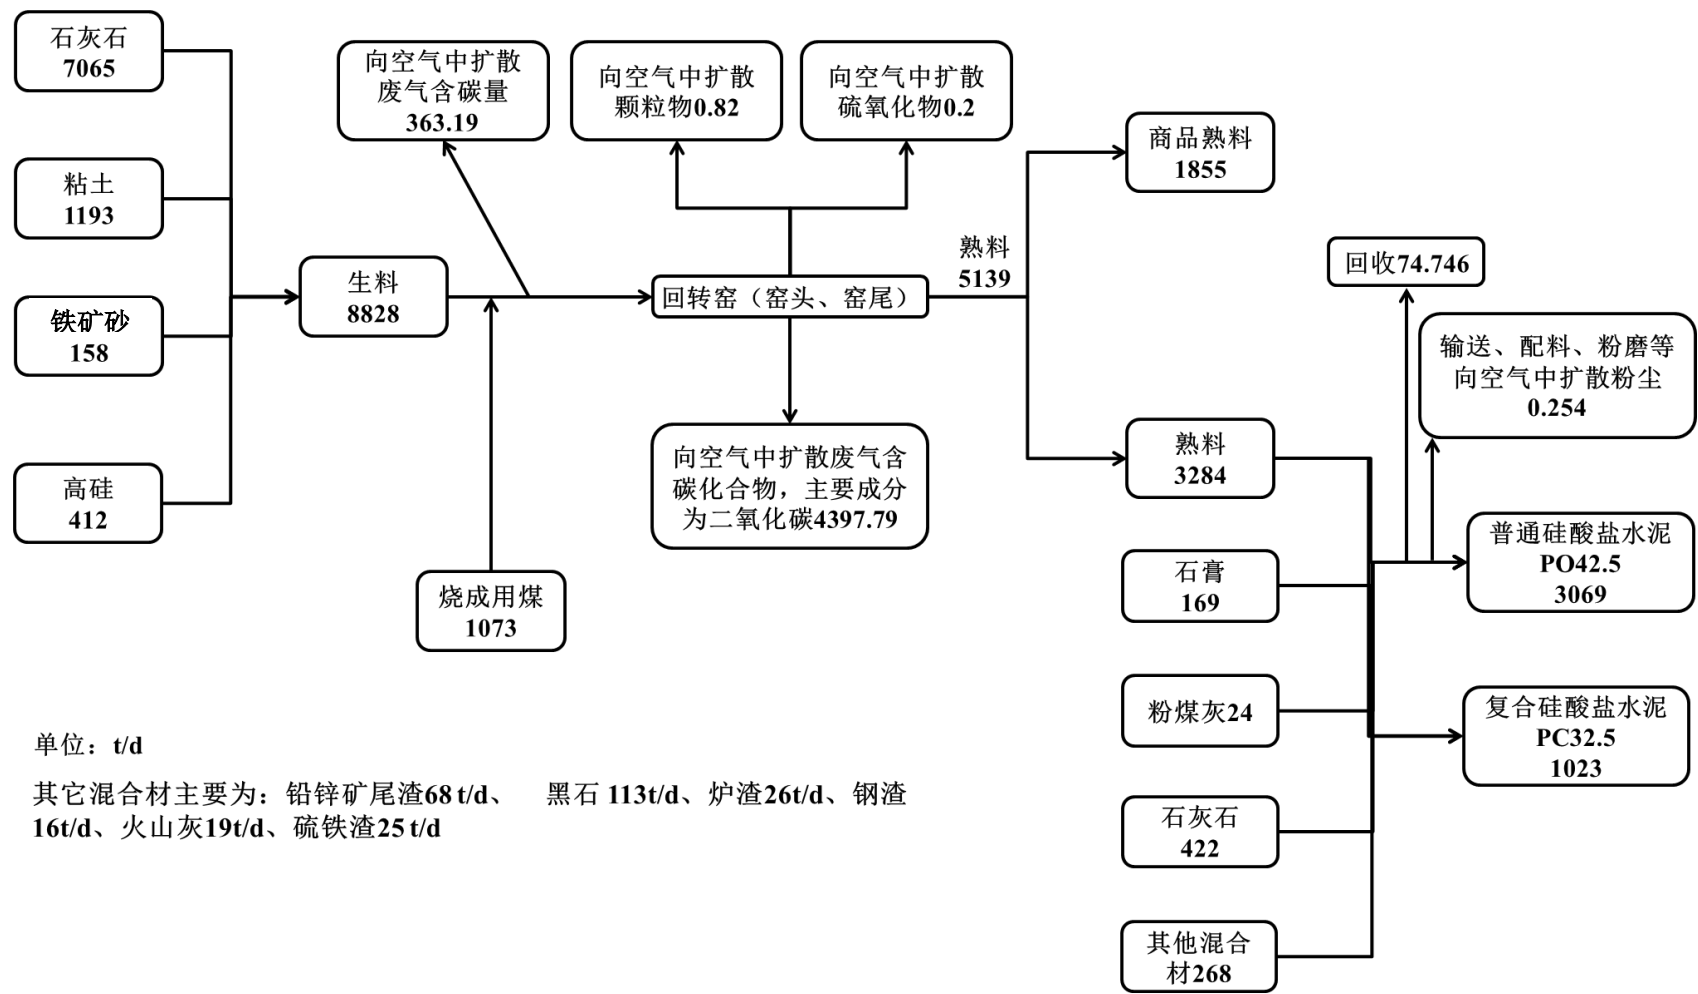 石灰石
7065
粘土
1193
铁矿砂
158
高硅
412
生料
8828
向空气中扩散
废气含碳量
363.19
烧成用煤
1073
向空气中扩散
颗粒物0.82
向空气中扩散
硫氧化物0.2
回转窑（窑头、窑尾）
向空气中扩散废气含
碳化合物，主要成分
为二氧化碳4397.79
熟料
5139
商品熟料
1855
熟料
3284
石膏
169
粉煤灰24
石灰石
422
其他混合
材268
回收74.746
输送、配料、粉磨等
向空气中扩散粉尘
0.254
普通硅酸盐水泥
PO42.5
3069
复合硅酸盐水泥
PC32.5
1023
单位：t/d
其它混合材主要为：铅锌矿尾渣68 t/d、 黑石 113t/d、炉渣26t/d、钢渣
16t/d、火山灰19t/d、硫铁渣25 t/d